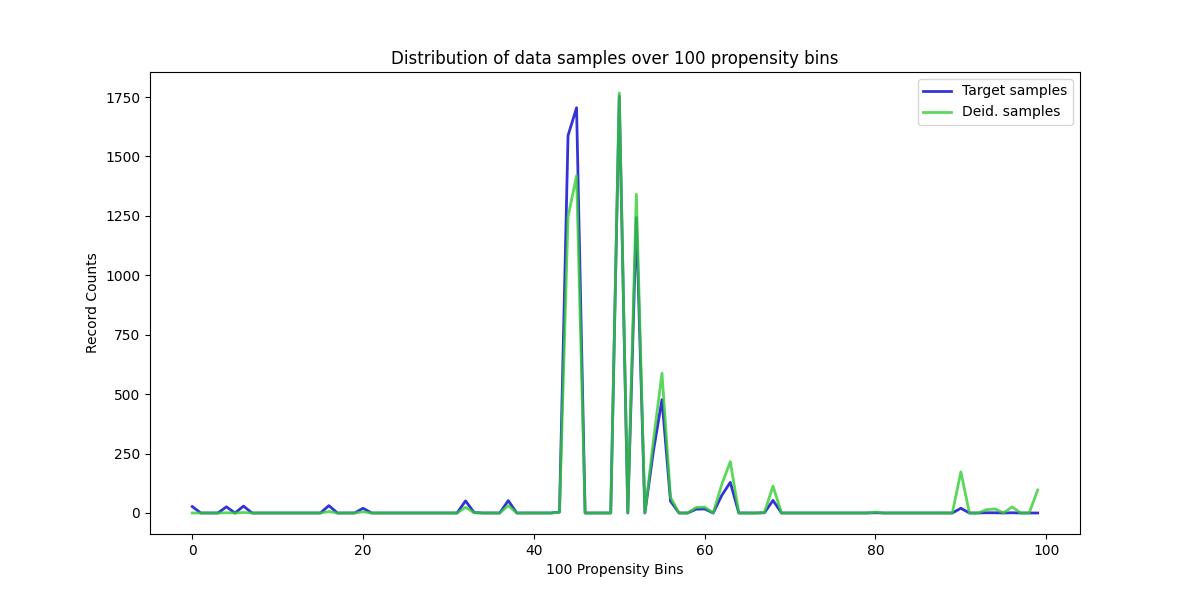 Distribution of data samples over 100 propensity bins
Target samples
Deid. samples
1750
1500
1250
1000
750
500
250
0
Record Counts
0 20 40 60 80 100
100 Propensity Bins